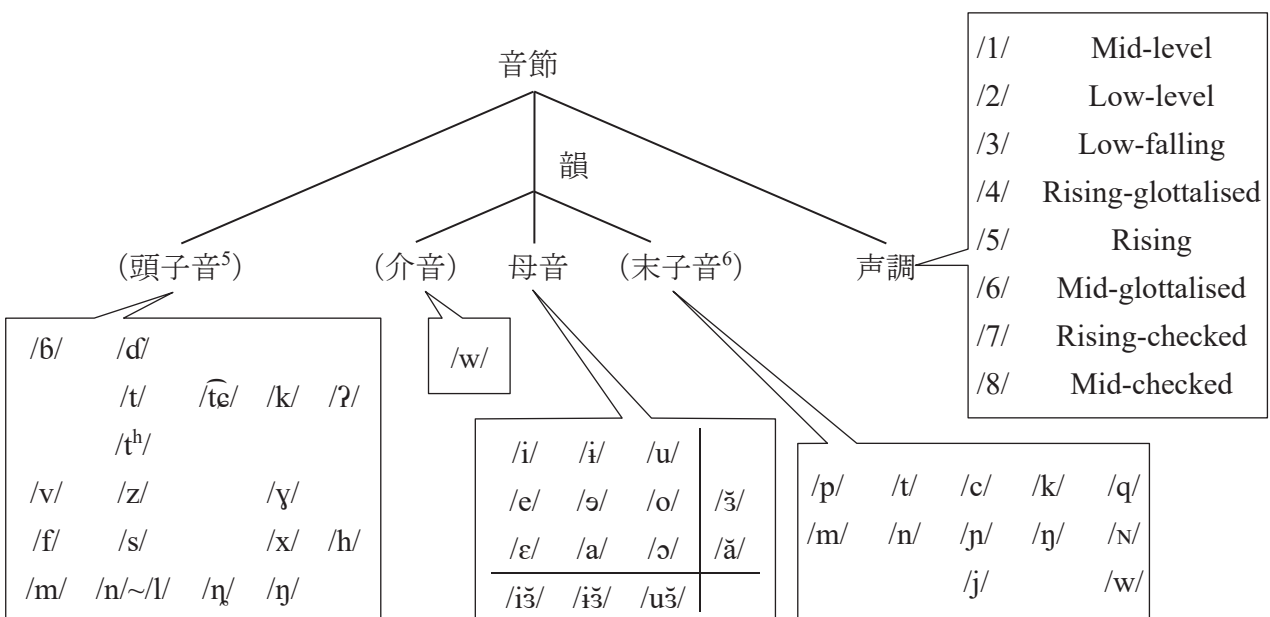 音節
韻
(頭子音5)
(介音)
母音
(末子音6)
声調
/1/ Mid-level
/2/ Low-level
/3/ Low-falling
/4/ Rising-glottalised
/5/ Rising
/6/ Mid-glottalised
/7/ Rising-checked
/8/ Mid-checked
/ɓ/ /ɗ/
/t/ /t͡ɕ/ /k/ /ʔ/
/tʰ/
/v/ /z/ /ɣ/
/f/ /s/ /x/ /h/
/m/ /n/~/l/ /ȵ/ /ŋ/
/w/
/i/ /ɨ/ /u/
/e/ /ɘ/ /o/ /ɜ̆/
/ɛ/ /a/ /ɔ/ /ă/
/iɜ̆/ /ɨɜ̆/ /uɜ̆/
/p/ /t/ /c/ /k/ /q/
/m/ /n/ /ɲ/ /ŋ/ /ɴ/
/j/ /w/